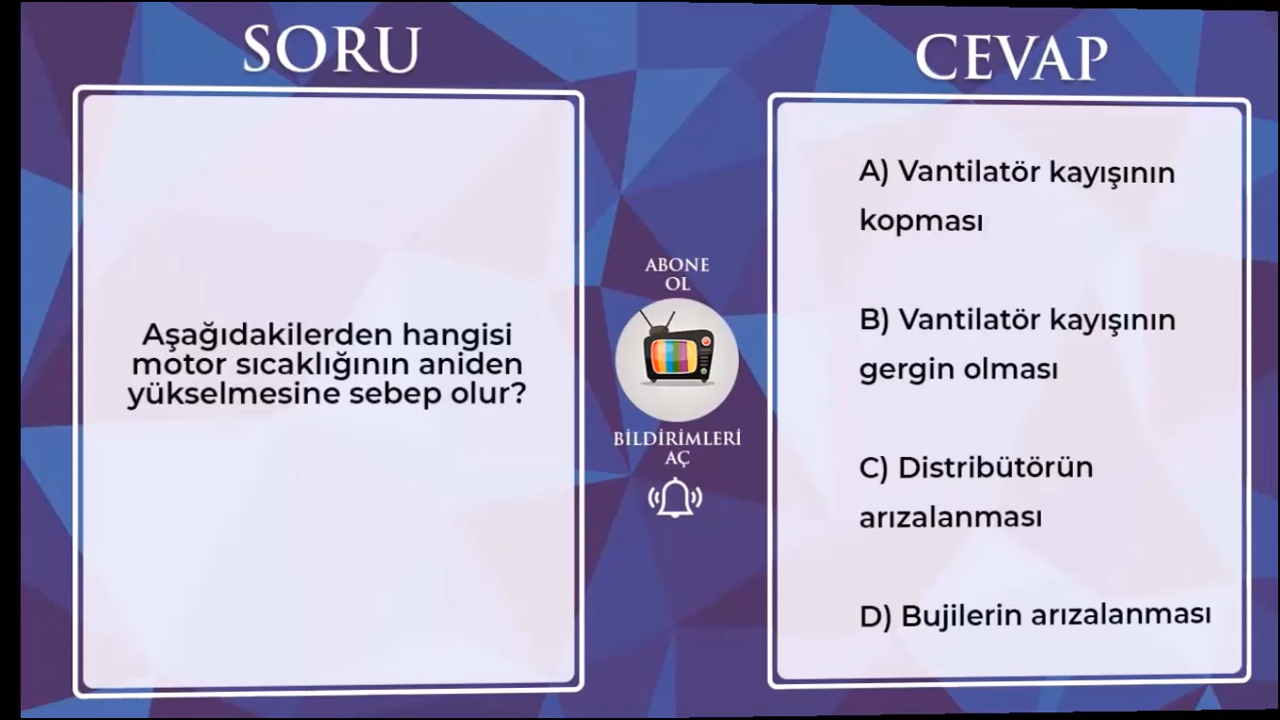 SORU
Aşağıdakilerden hangisi
motor sıcaklığının aniden
yükselmesine sebep olur?
ABONE
OL
BİLDİRİMLERİ
AÇ
CEVAP
A) Vantilatör kayışının
kopması
B) Vantilatör kayışının
gergin olması
C) Distribütörün
arızalanması
D) Bujilerin arızalanması